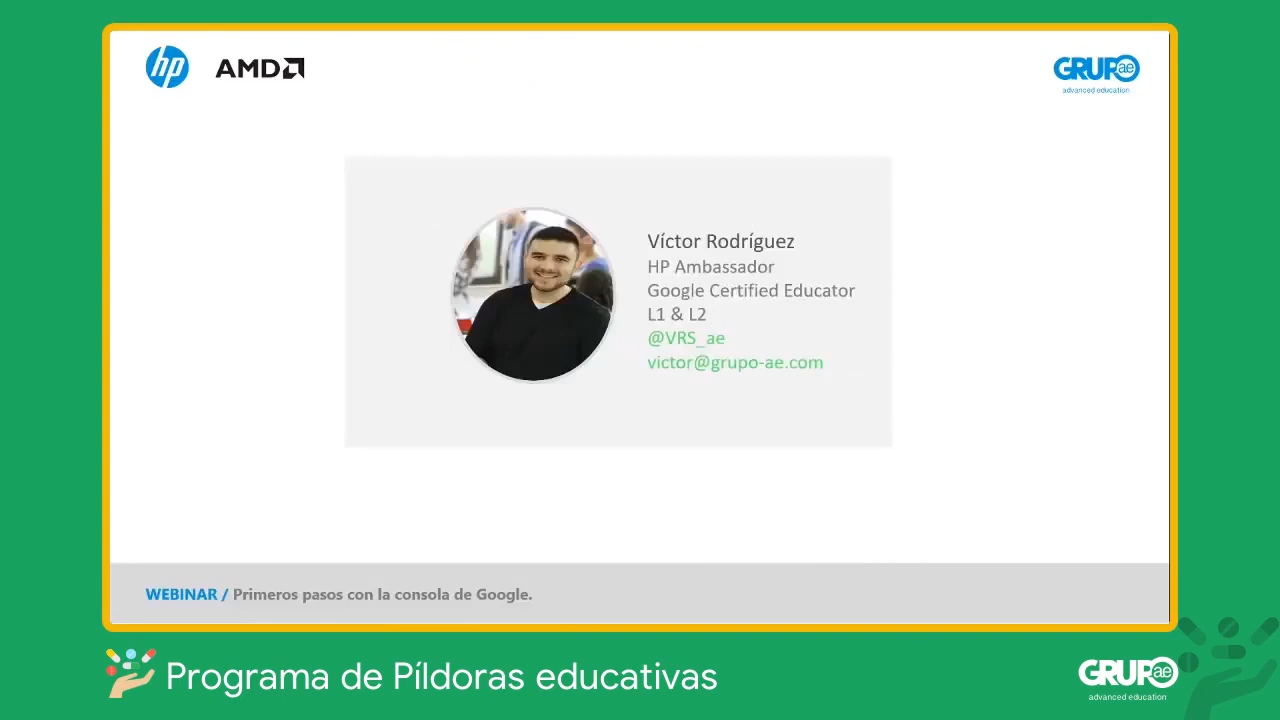 hp AMD
GRUPO ae
advanced education
Víctor Rodríguez
HP Ambassador
Google Certified Educator
L1 & L2
@VRS_ae
victor@grupo-ae.com
WEBINAR / Primeros pasos con la consola de Google.
Programa de Píldoras educativas
GRUPO ae
advanced education